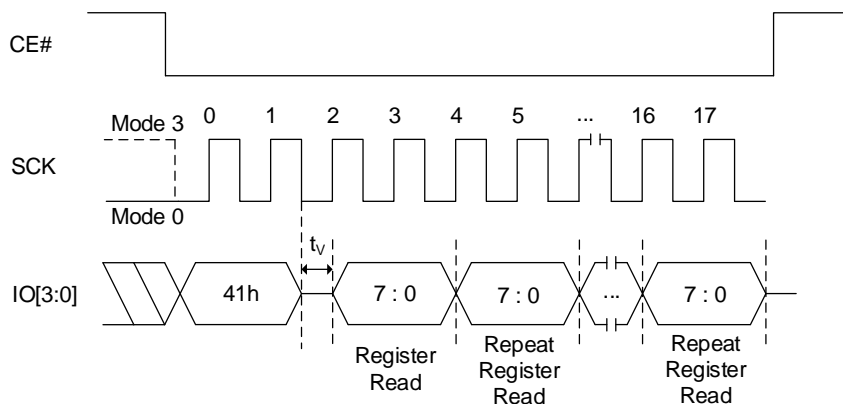 CE#
0 1 2 3 4 5 ... 16 17
Mode 3
SCK
Mode 0
tV
IO[3:0]
41h
7 : 0
7 : 0
...
7 : 0
Register
Read
Repeat
Register
Read
Repeat
Register
Read